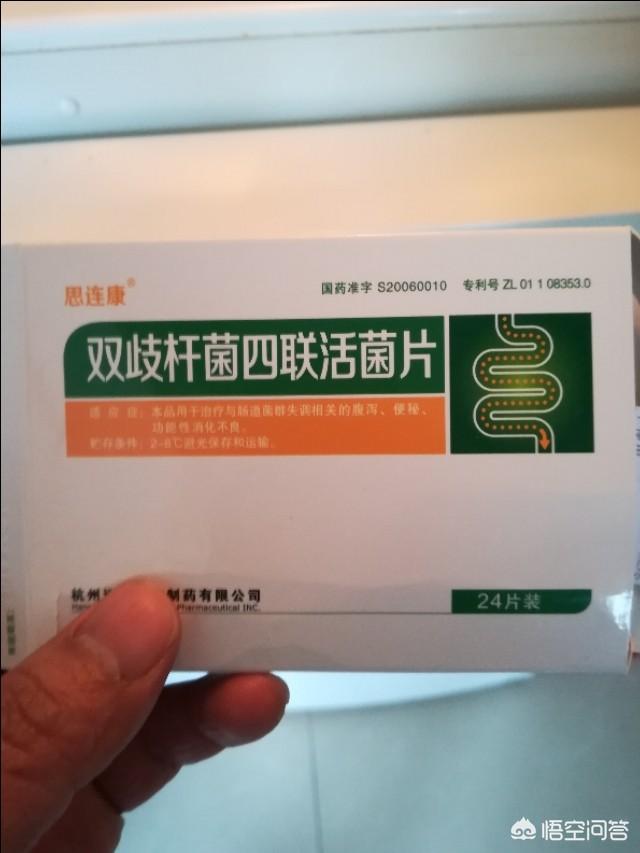 思连康®
国药准字 S20060010 专利号 ZL 01 1 08353.0
双歧杆菌四联活菌片
适应症：本品用于治疗与肠道菌群失调相关的腹泻、便秘、
功能性消化不良。
贮存条件：2-8℃避光保存和运输。
杭州 制药有限公司
Pharmaceutical INC.
24片装
悟空问答